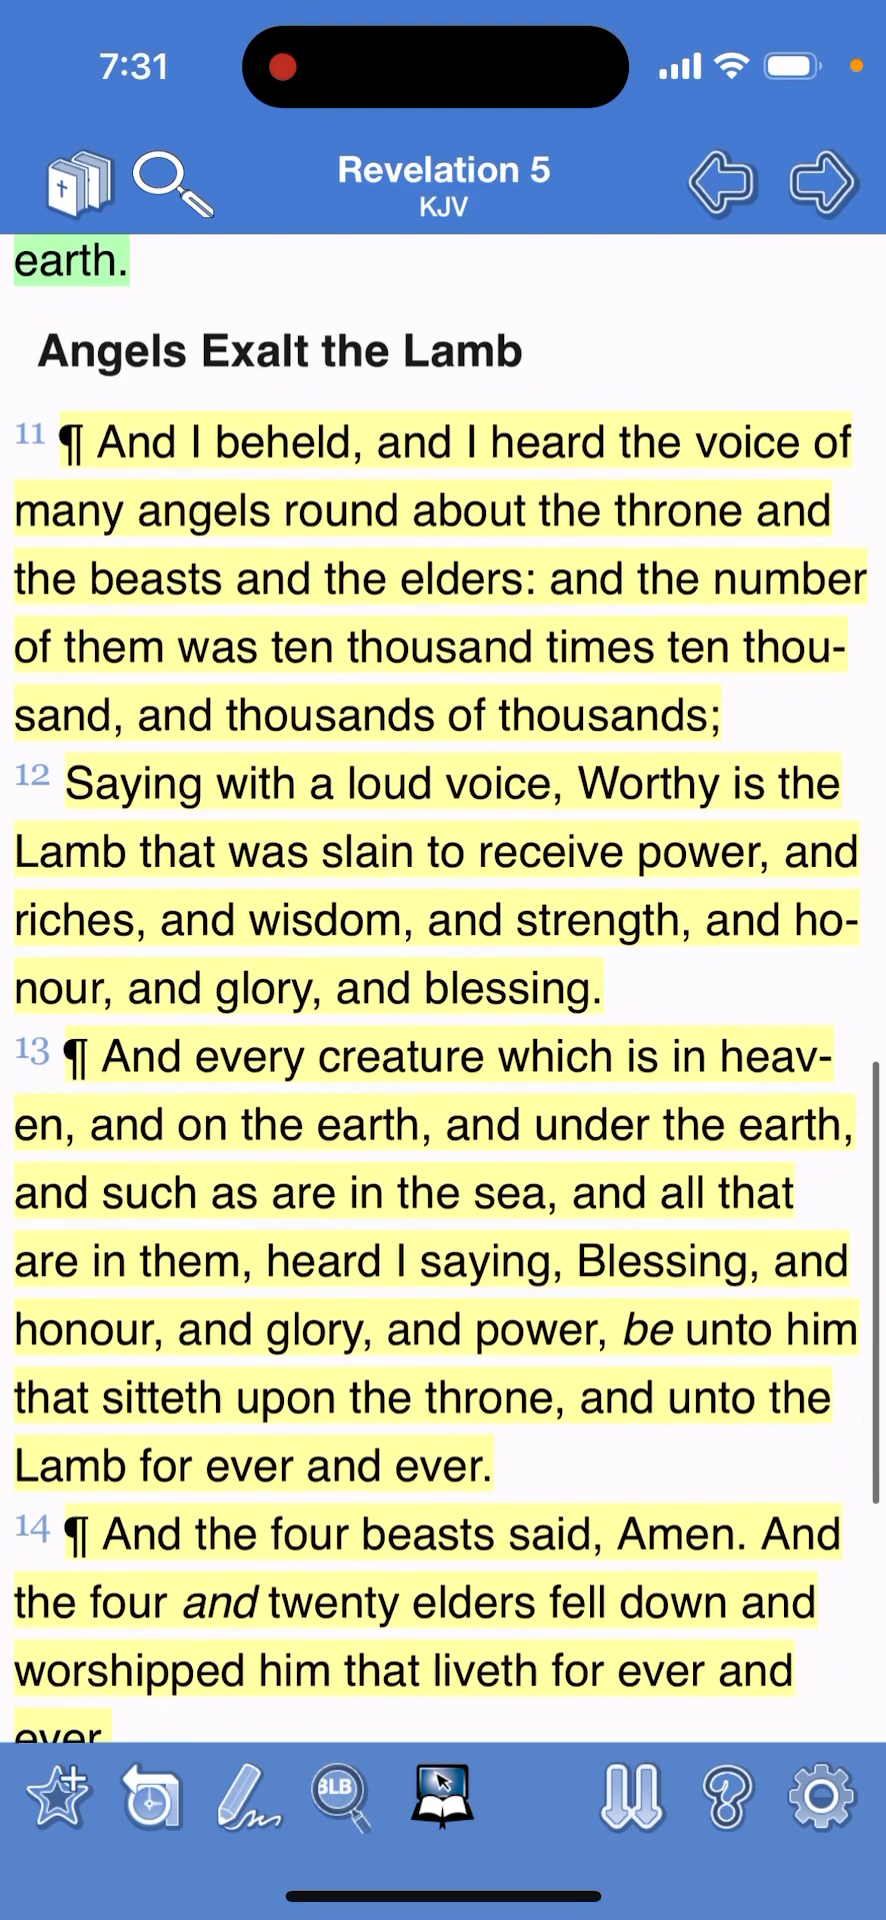 7:31
Revelation 5
KJV
earth.
Angels Exalt the Lamb
11 ¶ And I beheld, and I heard the voice of
many angels round about the throne and
the beasts and the elders: and the number
of them was ten thousand times ten thou-
sand, and thousands of thousands;
12 Saying with a loud voice, Worthy is the
Lamb that was slain to receive power, and
riches, and wisdom, and strength, and ho-
nour, and glory, and blessing.
13 ¶ And every creature which is in heav-
en, and on the earth, and under the earth,
and such as are in the sea, and all that
are in them, heard I saying, Blessing, and
honour, and glory, and power, be unto him
that sitteth upon the throne, and unto the
Lamb for ever and ever.
14 ¶ And the four beasts said, Amen. And
the four and twenty elders fell down and
worshipped him that liveth for ever and
ever
BLB